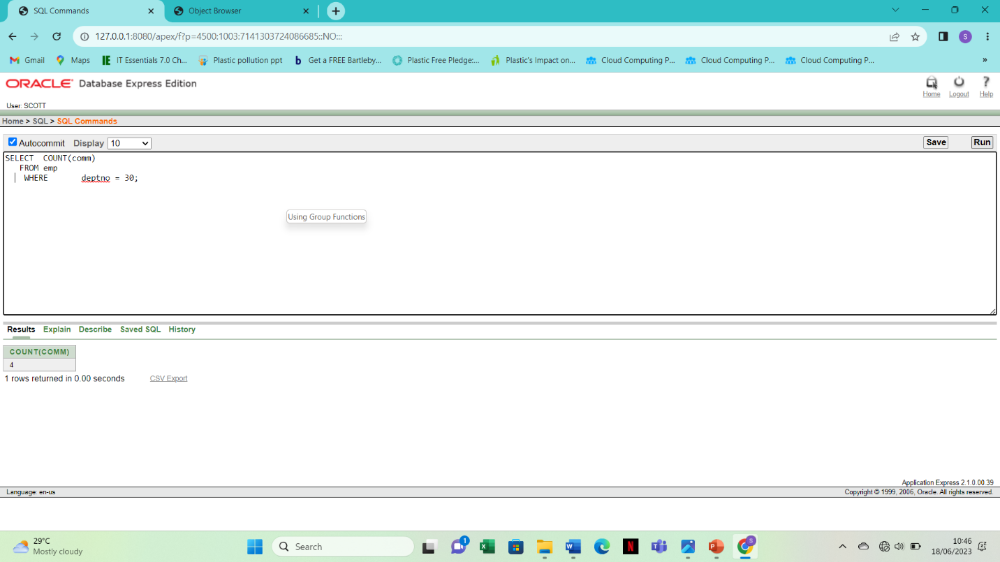 SQL Commands
Object Browser
127.0.0.1:8080/apex/f?p=4500:1003:7141303724086685::NO:::
S
Gmail
Maps
IT Essentials 7.0 Ch...
Plastic pollution ppt
Get a FREE Bartleby...
Plastic Free Pledge:...
Plastic's Impact on...
Cloud Computing P...
Cloud Computing P...
Cloud Computing P...
»
ORACLE Database Express Edition
Home
Logout
Help
User: SCOTT
Home > SQL > SQL Commands
Autocommit Display 10
Save
Run
SELECT COUNT(comm)
FROM emp
WHERE deptno = 30;
Using Group Functions
Results Explain Describe Saved SQL History
COUNT(COMM)
4
1 rows returned in 0.00 seconds
CSV Export
Application Express 2.1.0.00.39
Language: en-us
Copyright © 1999, 2006, Oracle. All rights reserved.
29°C
Mostly cloudy
Search
1
S
10:46
18/06/2023